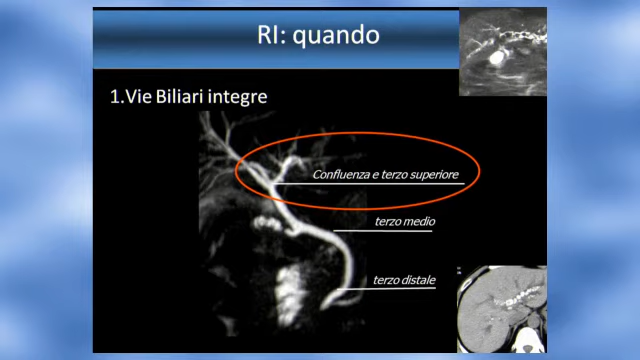 RI: quando
1.Vie Biliari integre
Confluenza e terzo superiore
terzo medio
terzo distale